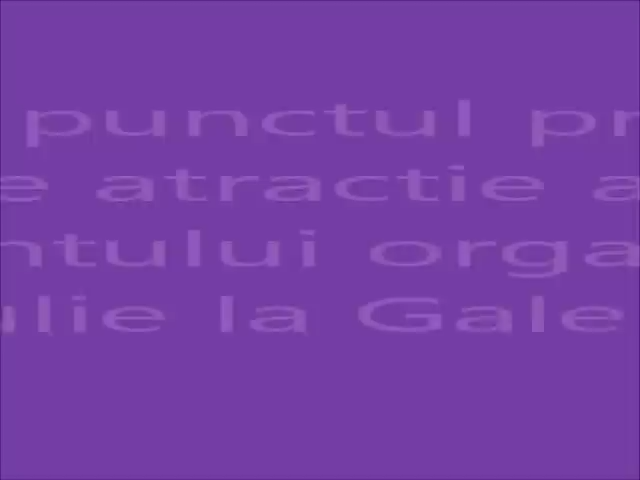 punctul pr
e atractie a
ntului orga
ulie la Gale